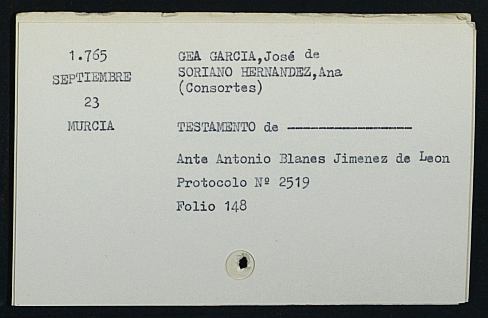 1.765
SEPTIEMBRE
23
MURCIA
GEA GARCIA,José de
SORIANO HERNANDEZ,Ana
(Consortes)
TESTAMENTO de ----------------
Ante Antonio Blanes Jimenez de Leon
Protocolo Nº 2519
Folio 148